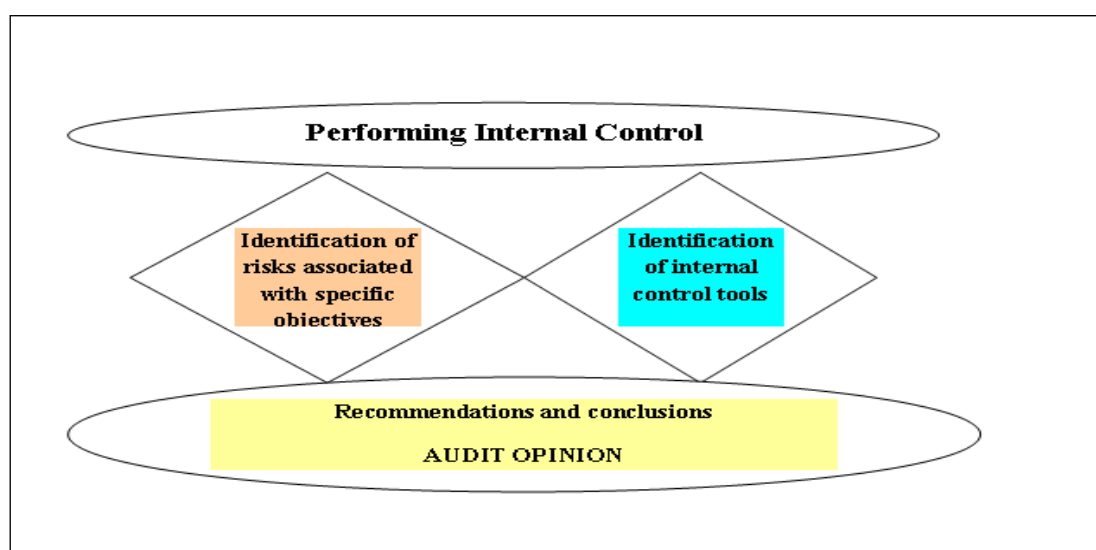 Performing Internal Control
Identification of
risks associated
with specific
objectives
Identification
of internal
control tools
Recommendations and conclusions
AUDIT OPINION